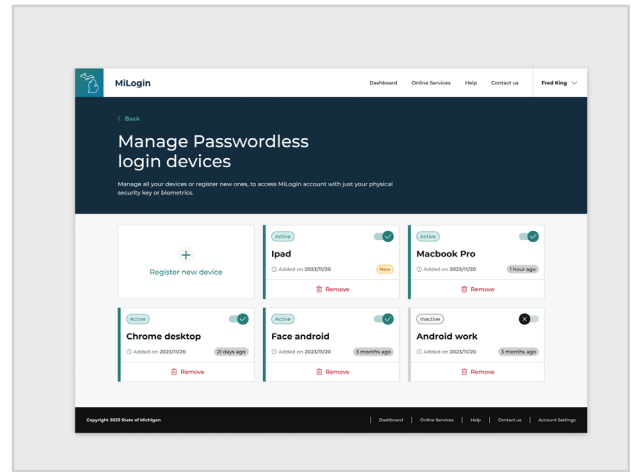 MiLogin
Dashboard Online Services Help Contact us Fred King
Back
Manage Passwordless
login devices
Manage all your devices or register new ones, to access MiLogin account with just your physical
security key or biometrics.
Register new device
Active
Ipad
Added on 2023/11/20 New
Remove
Active
Macbook Pro
Added on 2023/11/20 1 hour ago
Remove
Active
Chrome desktop
Added on 2023/11/20 21 days ago
Remove
Active
Face android
Added on 2023/11/20 3 months ago
Remove
Inactive
Android work
Added on 2023/11/20 3 months ago
Remove
Copyright 2023 State of Michigan
Dashboard Online Services Help Contact us Account Settings